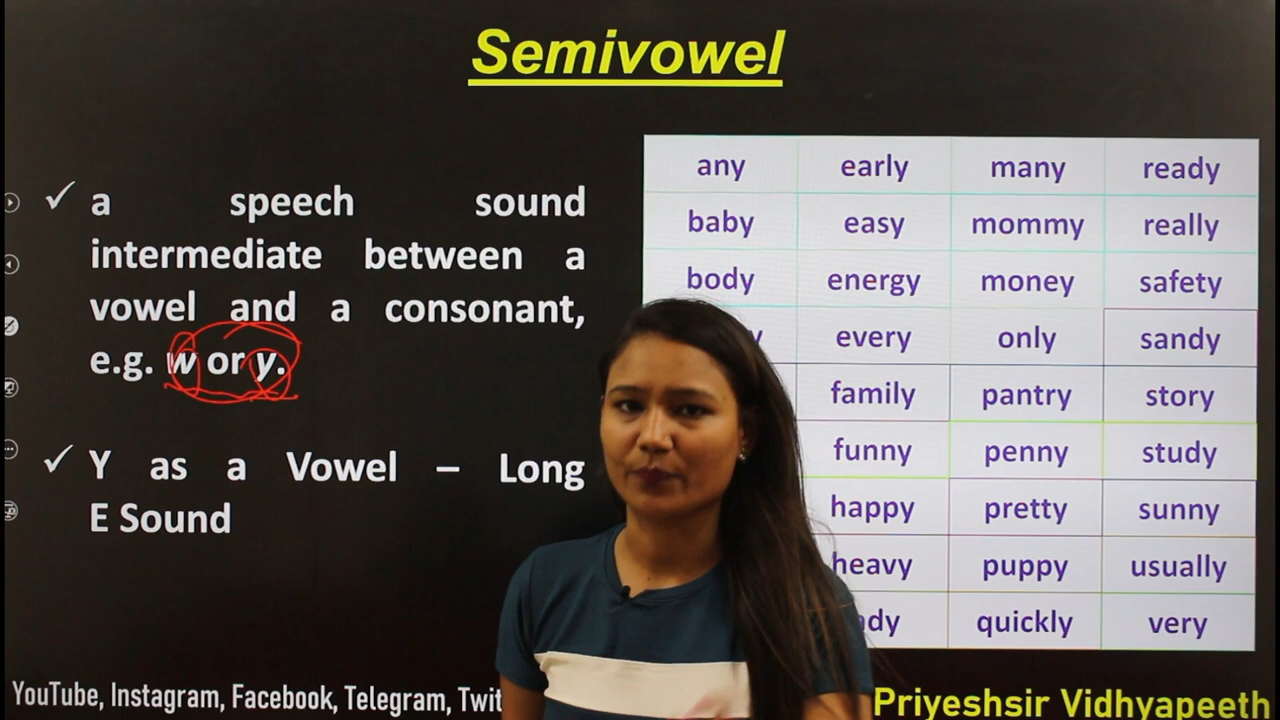 Semivowel
✓ a speech sound
intermediate between a
vowel and a consonant,
e.g. w or y.
✓ Y as a Vowel – Long
E Sound
any early many ready
baby easy mommy really
body energy money safety
every only sandy
family pantry story
funny penny study
happy pretty sunny
heavy puppy usually
quickly very
YouTube, Instagram, Facebook, Telegram, Twit
Priyeshsir Vidhyapeeth